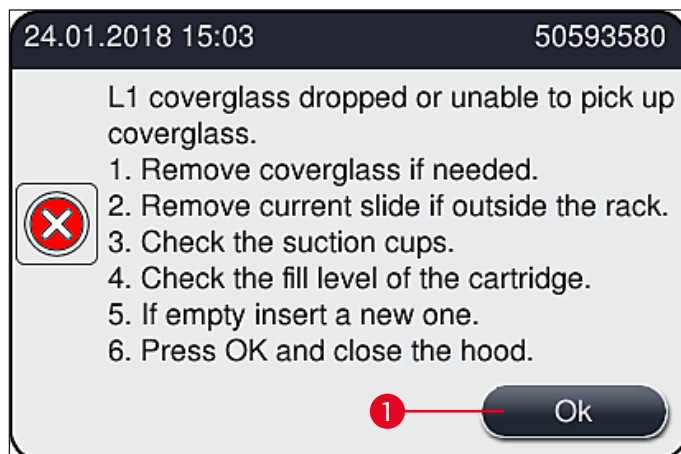 24.01.2018 15:03 50593580
L1 coverglass dropped or unable to pick up
coverglass.
1. Remove coverglass if needed.
2. Remove current slide if outside the rack.
3. Check the suction cups.
4. Check the fill level of the cartridge.
5. If empty insert a new one.
6. Press OK and close the hood.
1 Ok